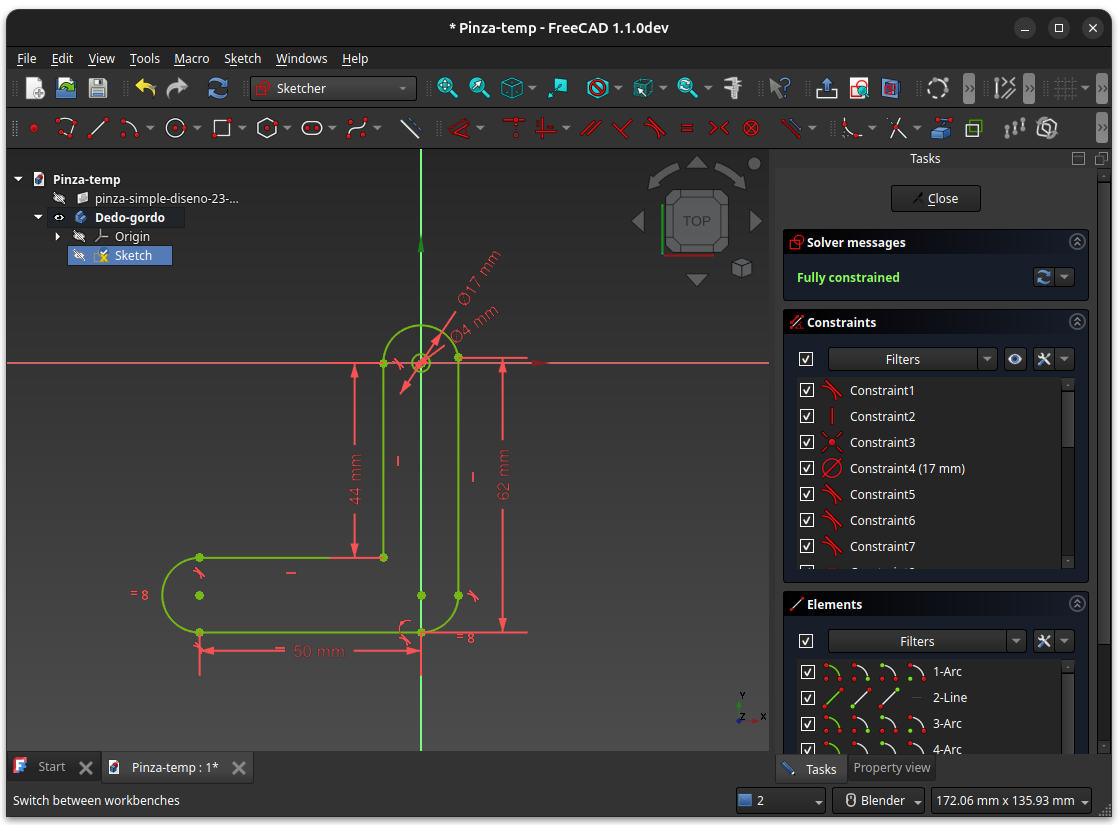 * Pinza-temp - FreeCAD 1.1.0dev
File Edit View Tools Macro Sketch Windows Help
Sketcher
Tasks
Pinza-temp
pinza-simple-diseno-23-...
Dedo-gordo
Origin
Sketch
TOP
Close
Solver messages
Fully constrained
Constraints
Filters
Constraint1
Constraint2
Constraint3
Constraint4 (17 mm)
Constraint5
Constraint6
Constraint7
Elements
Filters
1-Arc
2-Line
3-Arc
4-Arc
∅17 mm
∅4 mm
44 mm
62 mm
= 8
= 8
50 mm
Y
Z X
Start
Pinza-temp : 1*
Tasks
Property view
Switch between workbenches
2
Blender
172.06 mm x 135.93 mm